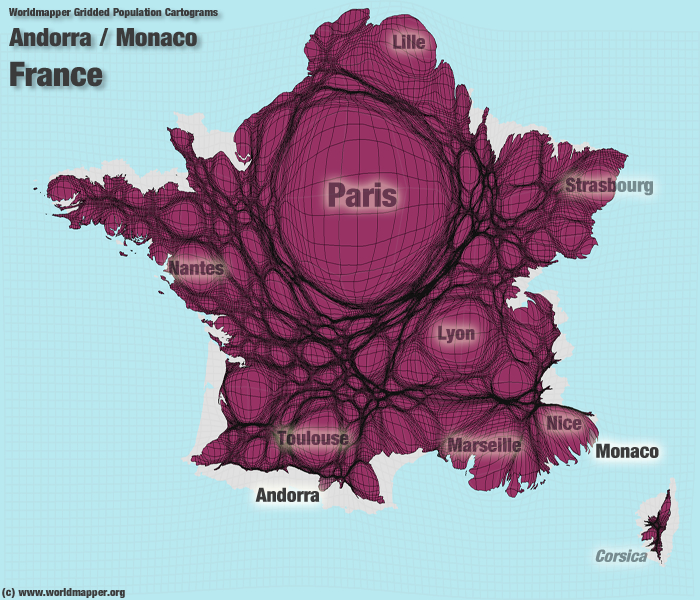 Worldmapper Gridded Population Cartograms
Andorra / Monaco
France
Lille
Paris
Strasbourg
Nantes
Lyon
Nice
Toulouse
Marseille
Monaco
Andorra
Corsica
(c) www.worldmapper.org